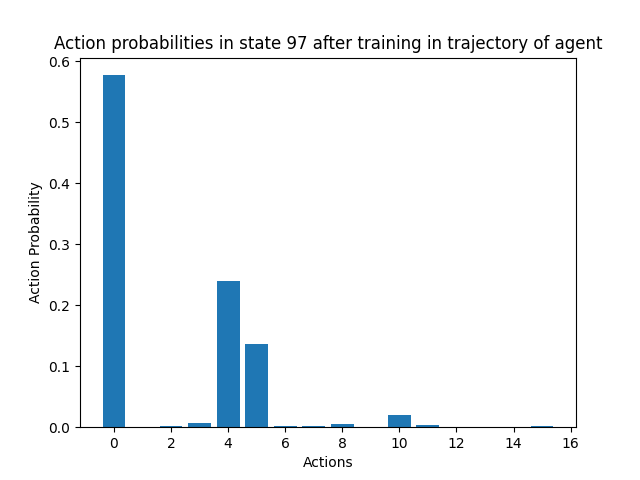 Action probabilities in state 97 after training in trajectory of agent
0.6
0.5
0.4
0.3
0.2
0.1
0.0
Action Probability
0 2 4 6 8 10 12 14 16
Actions